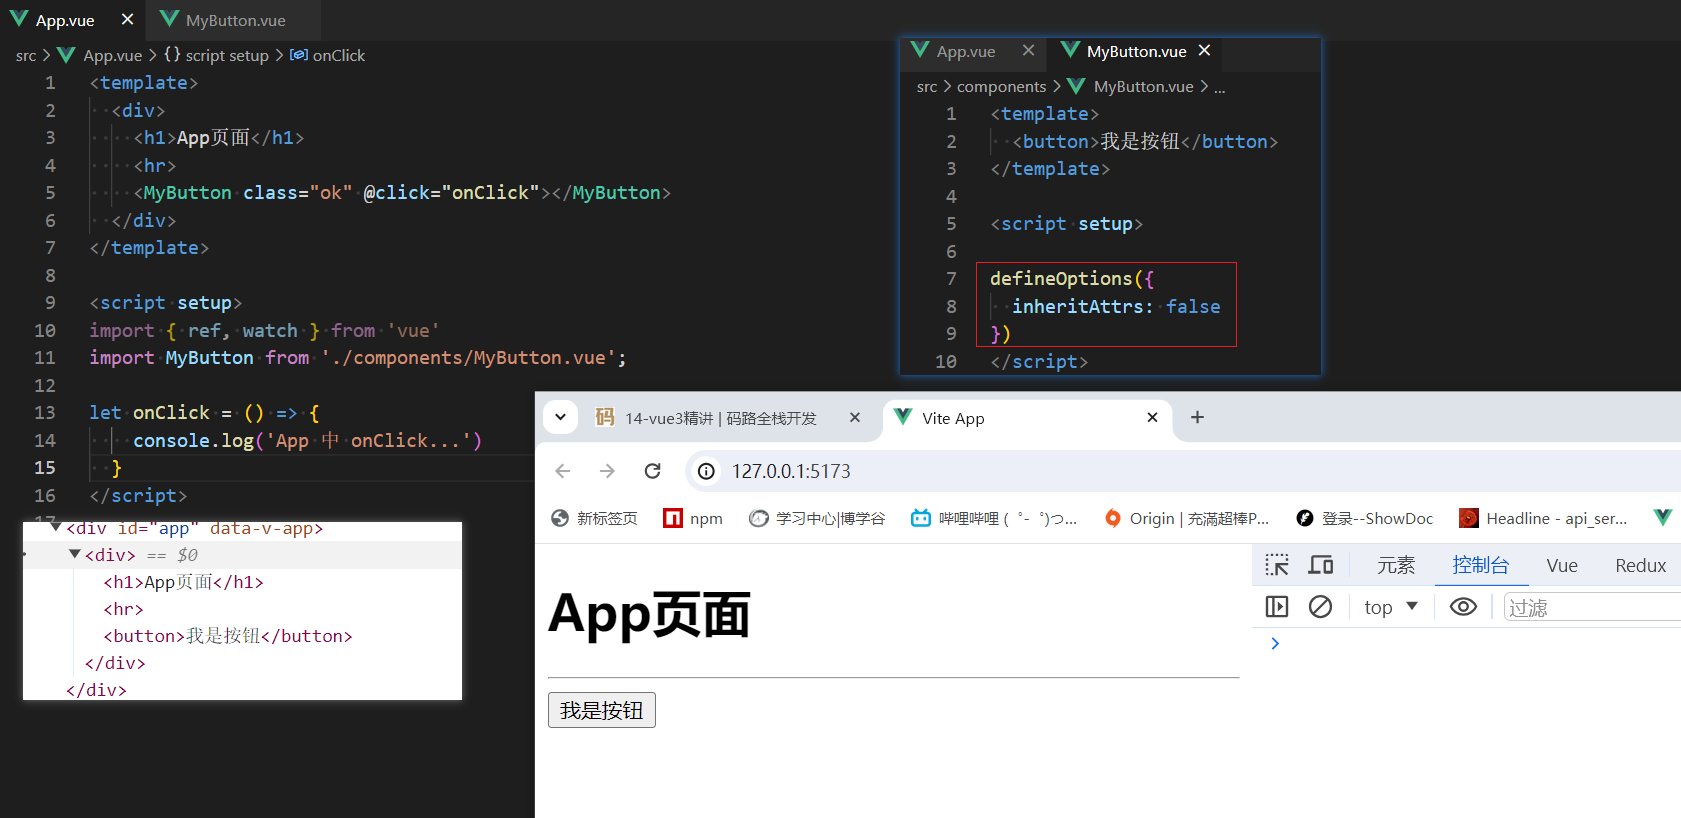 App.vue × MyButton.vue
src > App.vue > {} script setup > onClick
1 <template>
2 <div>
3 <h1>App页面</h1>
4 <hr>
5 <MyButton class="ok" @click="onClick"></MyButton>
6 </div>
7 </template>
8
9 <script setup>
10 import { ref, watch } from 'vue'
11 import MyButton from './components/MyButton.vue';
12
13 let onClick = () => {
14 console.log('App 中 onClick...')
15 }
16 </script>
17
App.vue × MyButton.vue ×
src > components > MyButton.vue > ...
1 <template>
2 <button>我是按钮</button>
3 </template>
4
5 <script setup>
6
7 defineOptions({
8 inheritAttrs: false
9 })
10 </script>
<div id="app" data-v-app>
<div> == $0
<h1>App页面</h1>
<hr>
<button>我是按钮</button>
</div>
</div>
码 14-vue3精讲 | 码路全栈开发 × Vite App × +
127.0.0.1:5173
新标签页 npm 学习中心|博学谷 哔哩哔哩 (゜-゜)つ... Origin | 充满超棒P... 登录--ShowDoc Headline - api_ser...
App页面
我是按钮
元素 控制台 Vue Redux
top ▼ 过滤
>